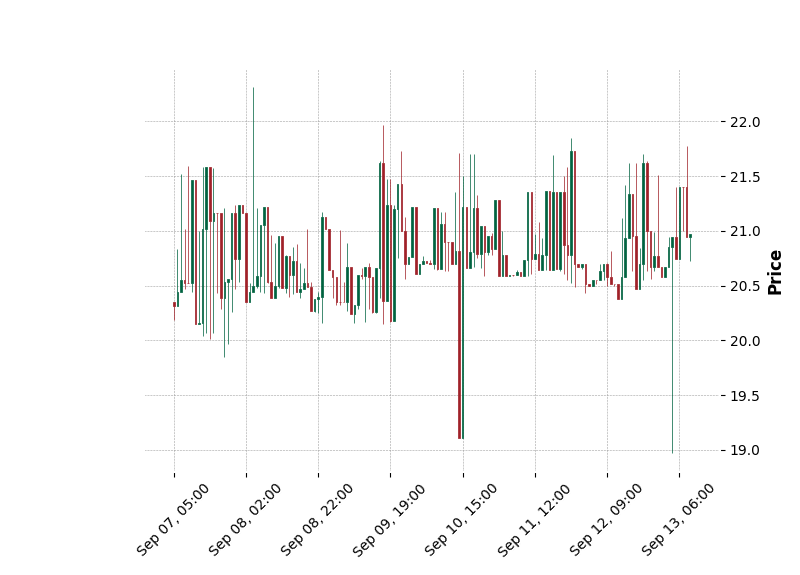 22.0
21.5
21.0
20.5
20.0
19.5
19.0
Price
Sep 07, 05:00
Sep 08, 02:00
Sep 08, 22:00
Sep 09, 19:00
Sep 10, 15:00
Sep 11, 12:00
Sep 12, 09:00
Sep 13, 06:00